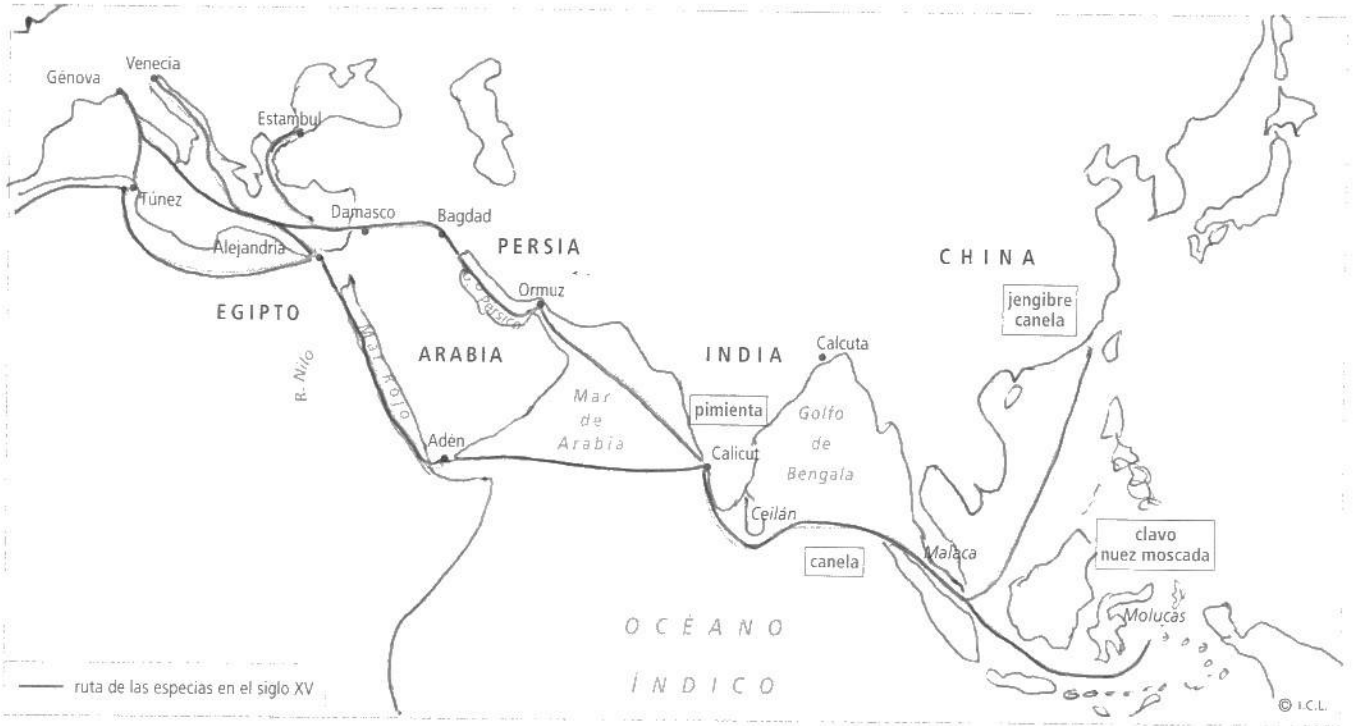 Venecia
Génova
Estambul
Túnez
Damasco
Bagdad
Alejandría
PERSIA
CHINA
Ormuz
G. Pérsico
jengibre
canela
EGIPTO
Mar Rojo
ARABIA
INDIA
Calcuta
R. Nilo
Mar
de
Arabia
pimienta
Golfo
de
Bengala
Adén
Calicut
Ceilán
clavo
nuez moscada
canela
Malaca
Molucas
OCÉANO
ÍNDICO
ruta de las especias en el siglo XV
© I.C.L.